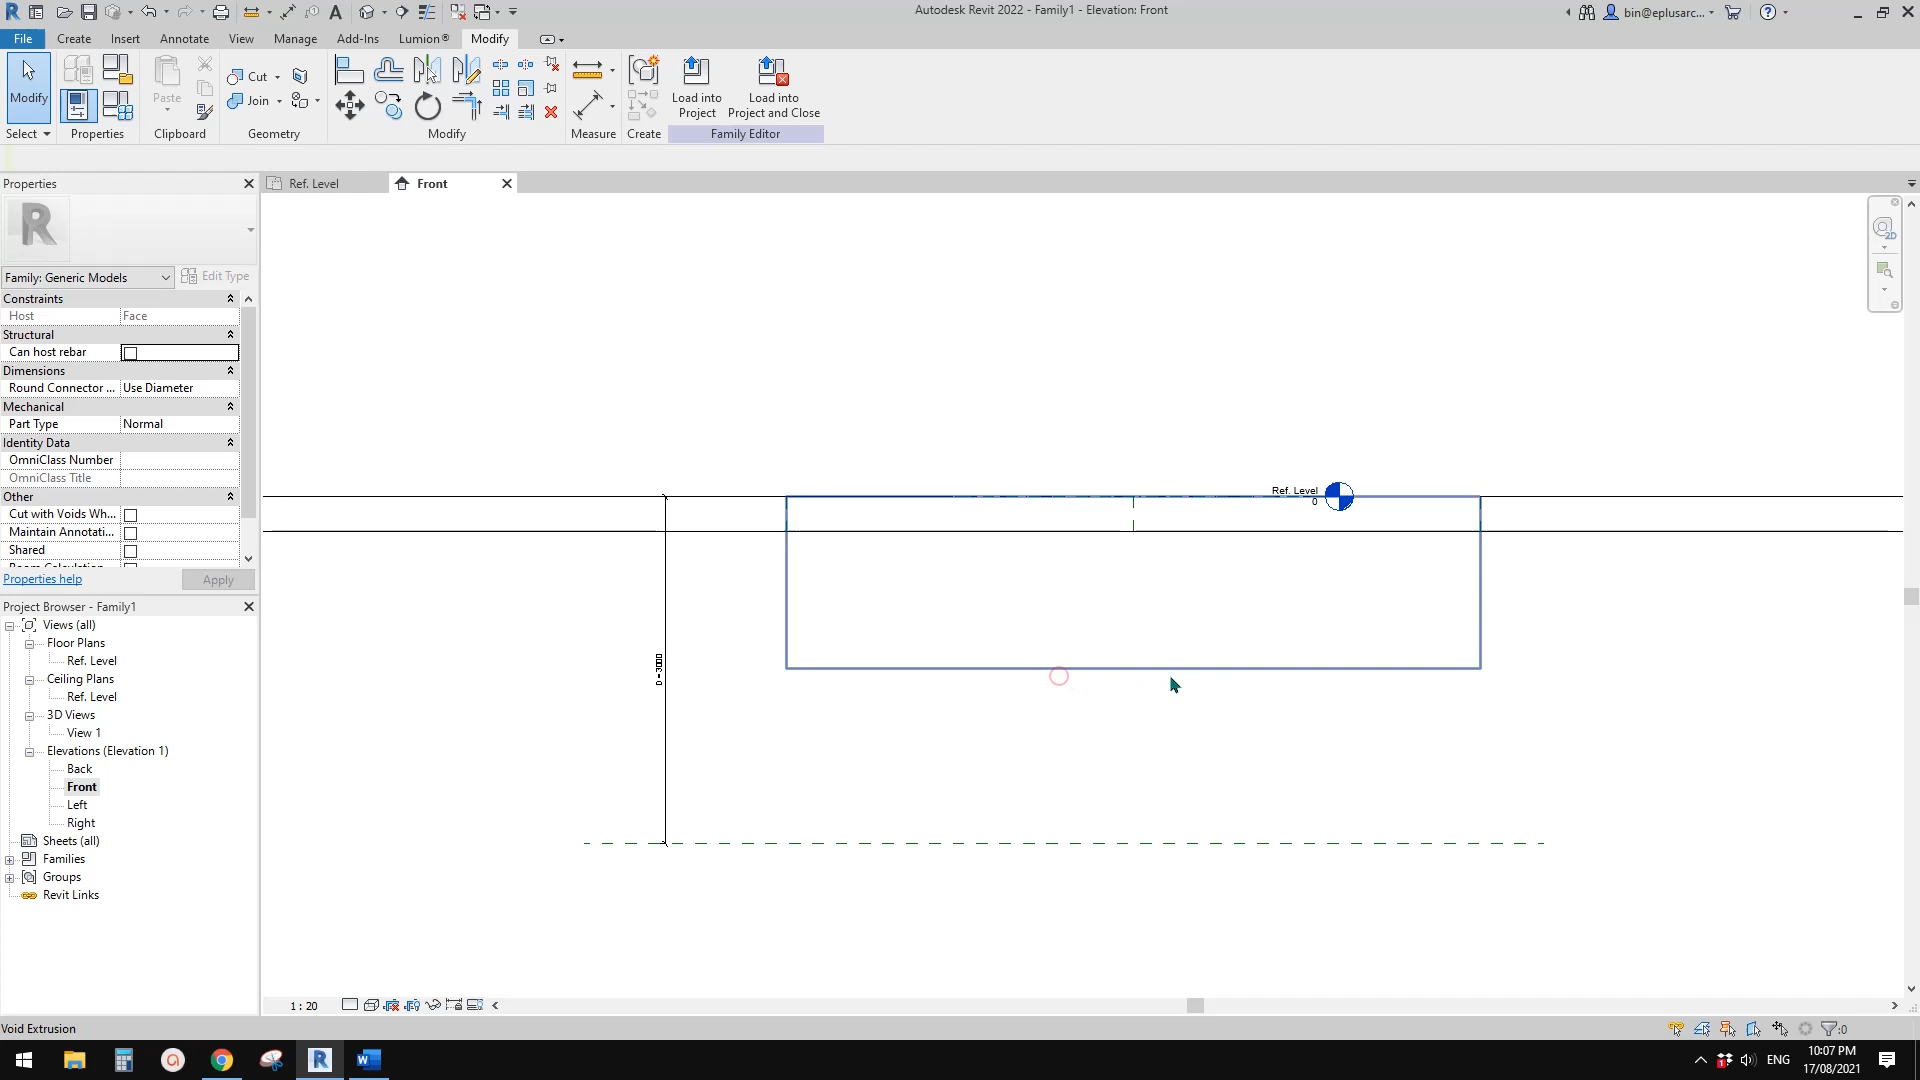 Autodesk Revit 2022 - Family1 - Elevation: Front
bin@eplusarc...
File
Create
Insert
Annotate
View
Manage
Add-Ins
Lumion®
Modify
Modify
Select
Properties
Paste
Clipboard
Cut
Join
Geometry
Modify
Measure
Create
Load into
Project
Load into
Project and Close
Family Editor
Properties
Ref. Level
Front
R
Family: Generic Models
Edit Type
Constraints
Host Face
Structural
Can host rebar
Dimensions
Round Connector ... Use Diameter
Mechanical
Part Type Normal
Identity Data
OmniClass Number
OmniClass Title
Other
Cut with Voids Wh...
Maintain Annotati...
Shared
Properties help
Apply
Project Browser - Family1
Views (all)
Floor Plans
Ref. Level
Ceiling Plans
Ref. Level
3D Views
View 1
Elevations (Elevation 1)
Back
Front
Left
Right
Sheets (all)
Families
Groups
Revit Links
2D
Ref. Level
0
D = 3000
1 : 20
Void Extrusion
:0
ENG
10:07 PM
17/08/2021